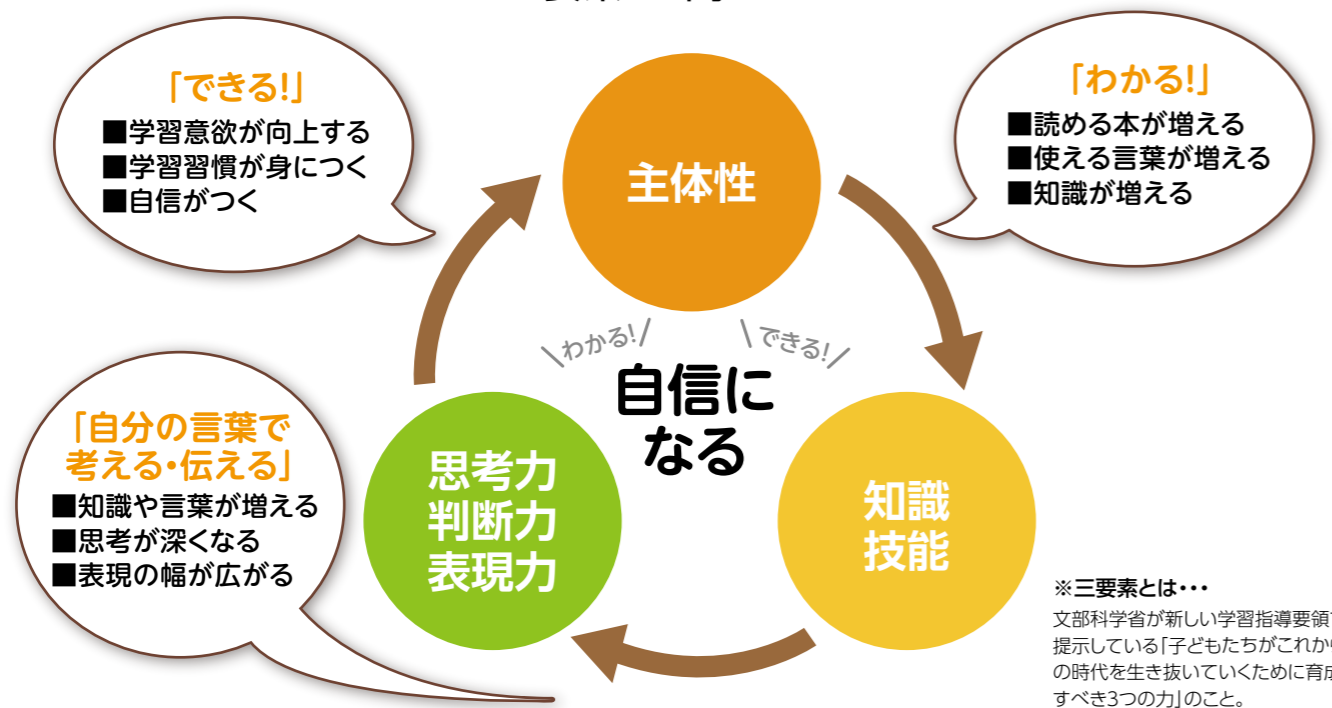 「できる!」
■学習意欲が向上する
■学習習慣が身につく
■自信がつく
主体性
「わかる!」
■読める本が増える
■使える言葉が増える
■知識が増える
わかる!
できる!
自信に
なる
「自分の言葉で
考える・伝える」
■知識や言葉が増える
■思考が深くなる
■表現の幅が広がる
思考力
判断力
表現力
知識
技能
※三要素とは・・・
文部科学省が新しい学習指導要領
提示している「子どもたちがこれか
の時代を生き抜いていくために育成
すべき3つの力」のこと。